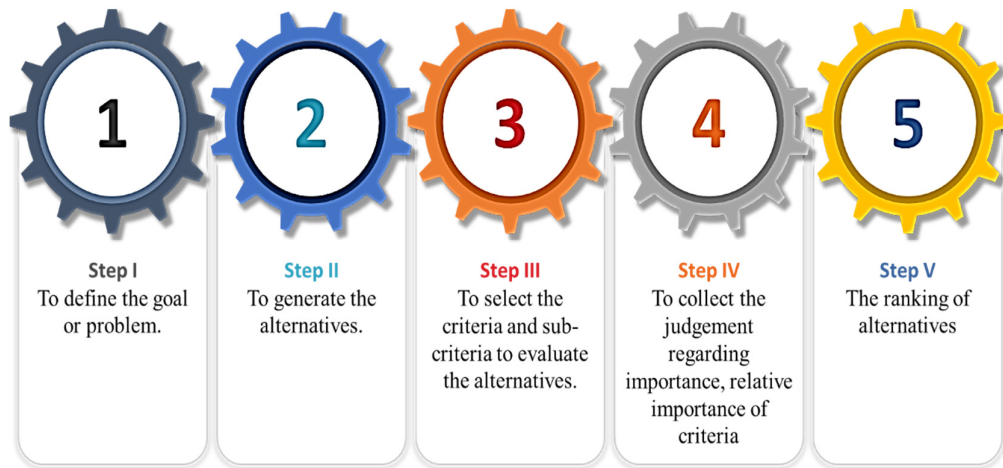 1
2
3
4
5
Step I
To define the goal
or problem.
Step II
To generate the
alternatives.
Step III
To select the
criteria and sub-
criteria to evaluate
the alternatives.
Step IV
To collect the
judgement
regarding
importance, relative
importance of
criteria
Step V
The ranking of
alternatives